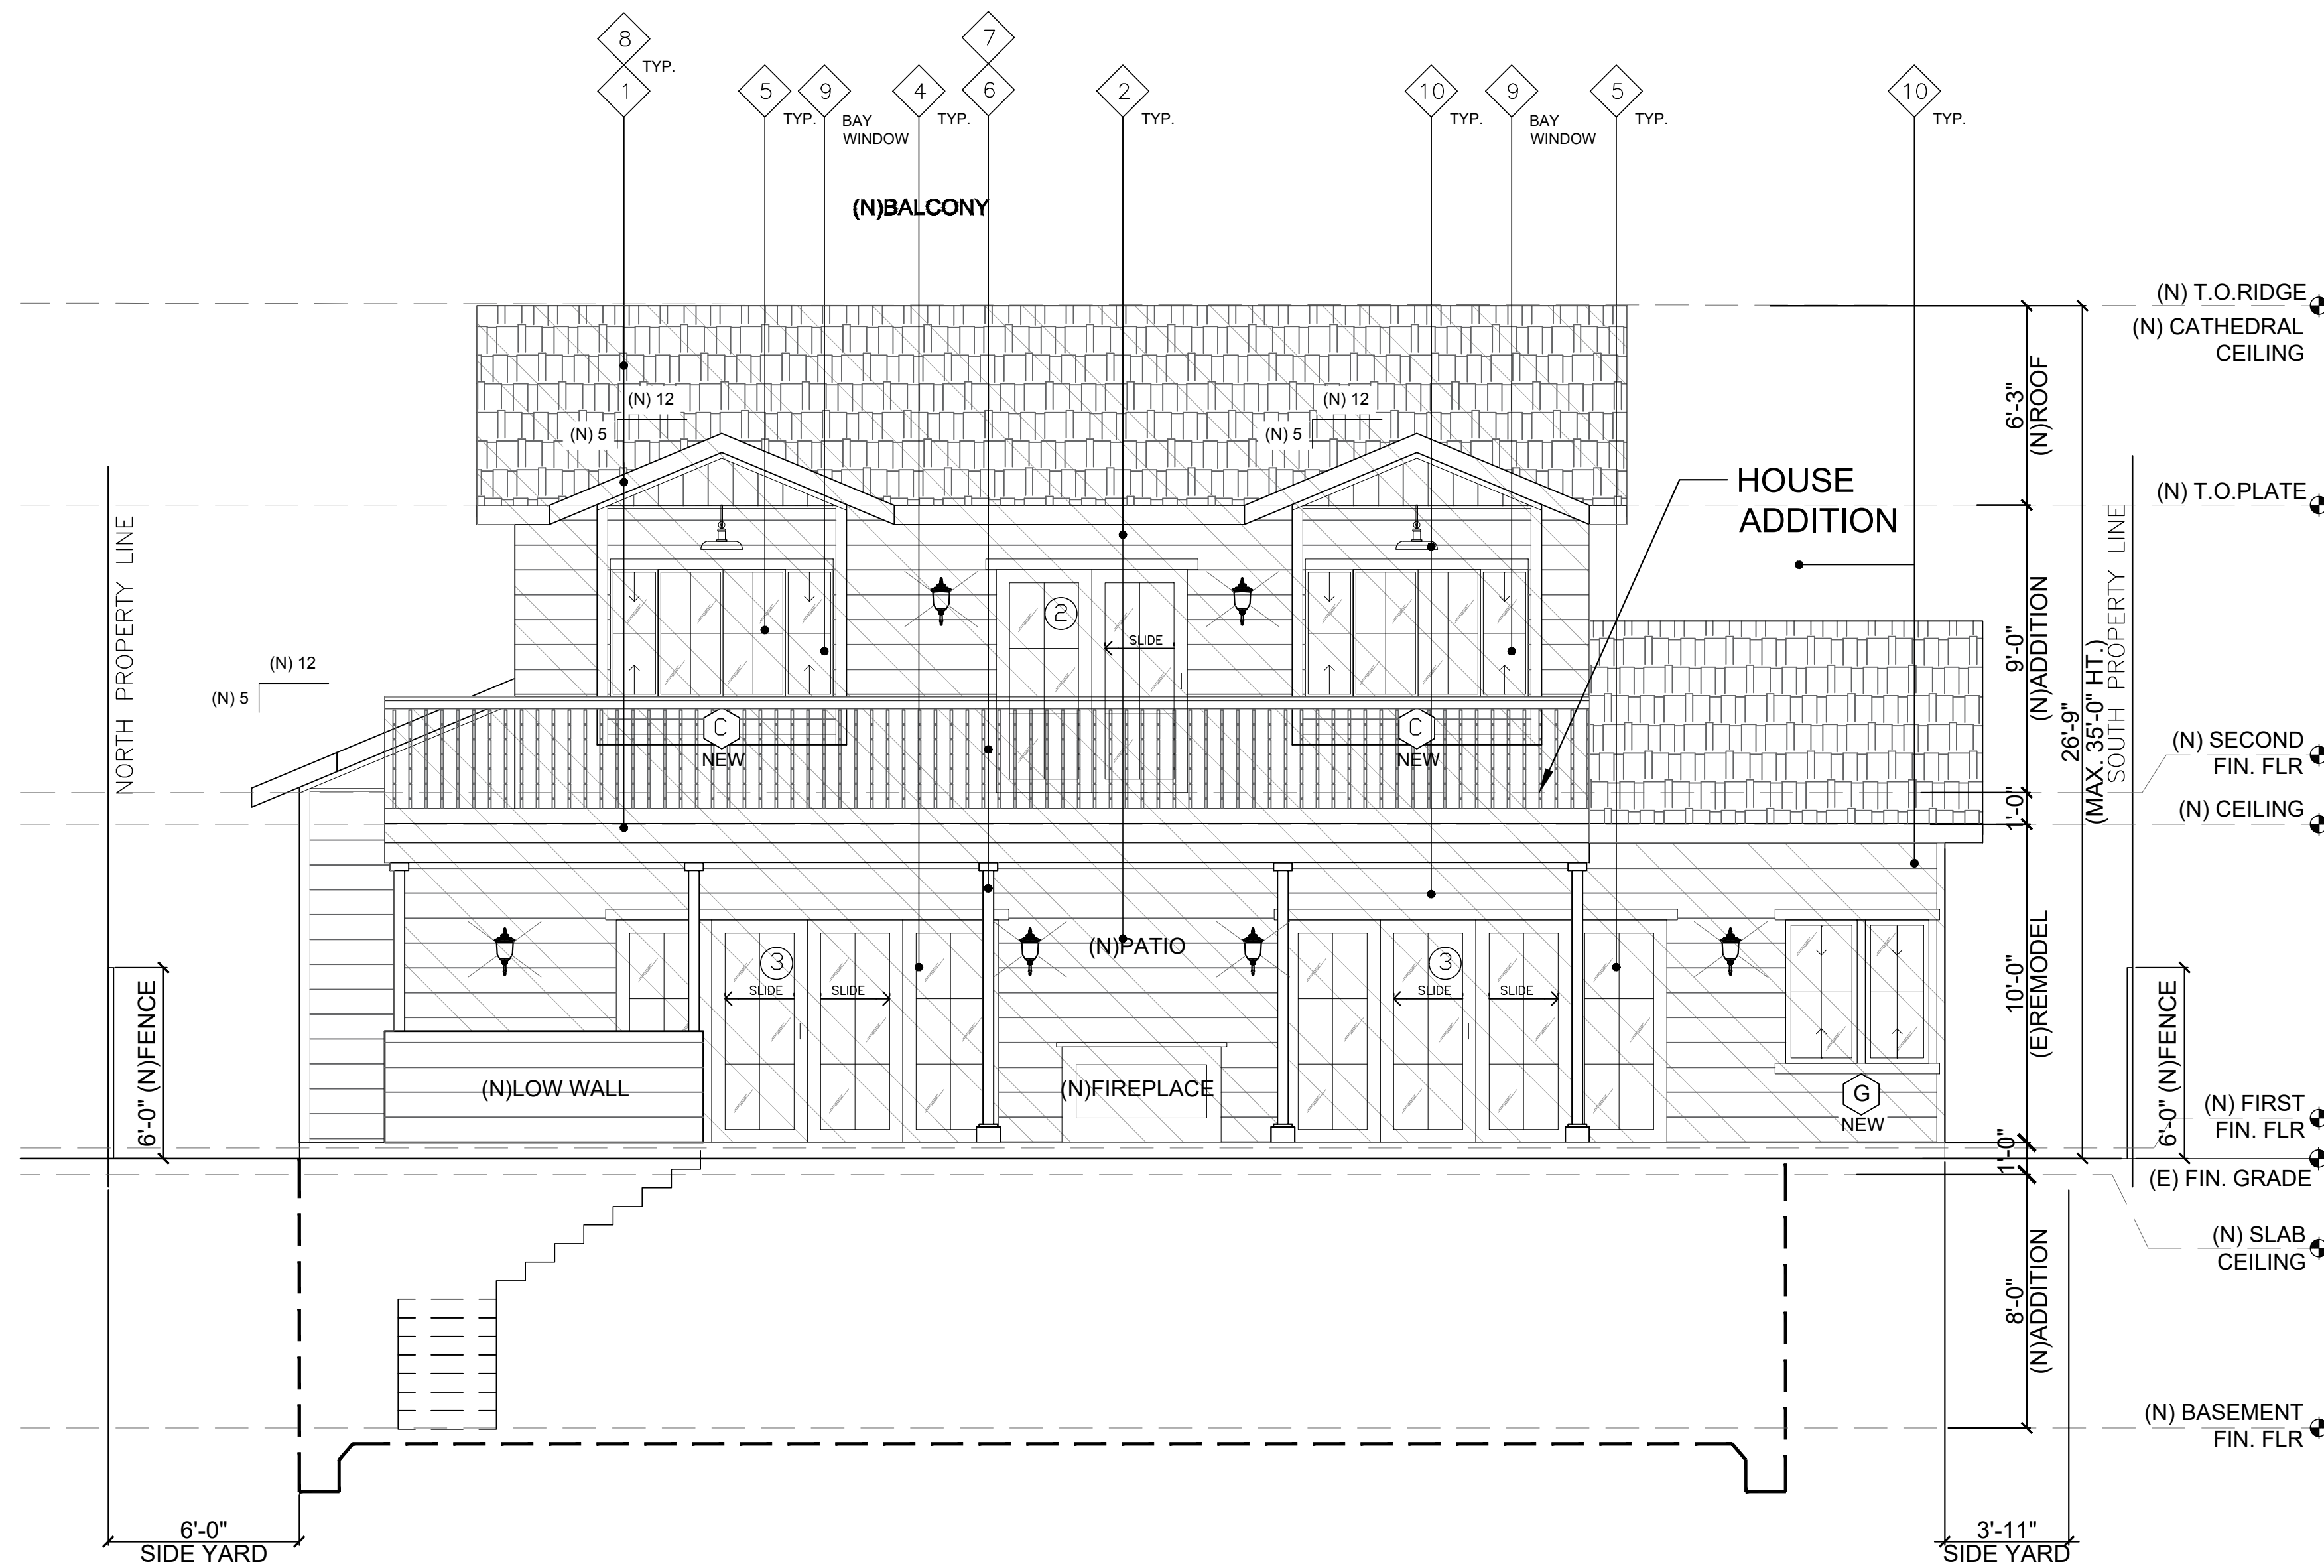 8
7
TYP.
1
5
9
4
6
2
10
9
5
10
TYP.
BAY
WINDOW
TYP.
TYP.
TYP.
BAY
WINDOW
TYP.
TYP.
(N)BALCONY
(N) T.O.RIDGE
(N) CATHEDRAL
CEILING
6'-3"
(N)ROOF
(N) 12
(N) 5
(N) 12
(N) 5
HOUSE
ADDITION
(N) T.O.PLATE
NORTH PROPERTY LINE
SOUTH PROPERTY LINE
9'-0"
(N)ADDITION
26'-9"
(MAX. 35'-0" HT.)
2
SLIDE
(N) 12
(N) 5
C
NEW
C
NEW
(N) SECOND
FIN. FLR
1'-0"
(N) CEILING
10'-0"
(E)REMODEL
(N)PATIO
3
SLIDE
SLIDE
3
SLIDE
SLIDE
6'-0" (N)FENCE
6'-0" (N)FENCE
(N)LOW WALL
(N)FIREPLACE
G
NEW
(N) FIRST
FIN. FLR
1'-0"
(E) FIN. GRADE
(N) SLAB
CEILING
8'-0"
(N)ADDITION
(N) BASEMENT
FIN. FLR
6'-0"
SIDE YARD
3'-11"
SIDE YARD